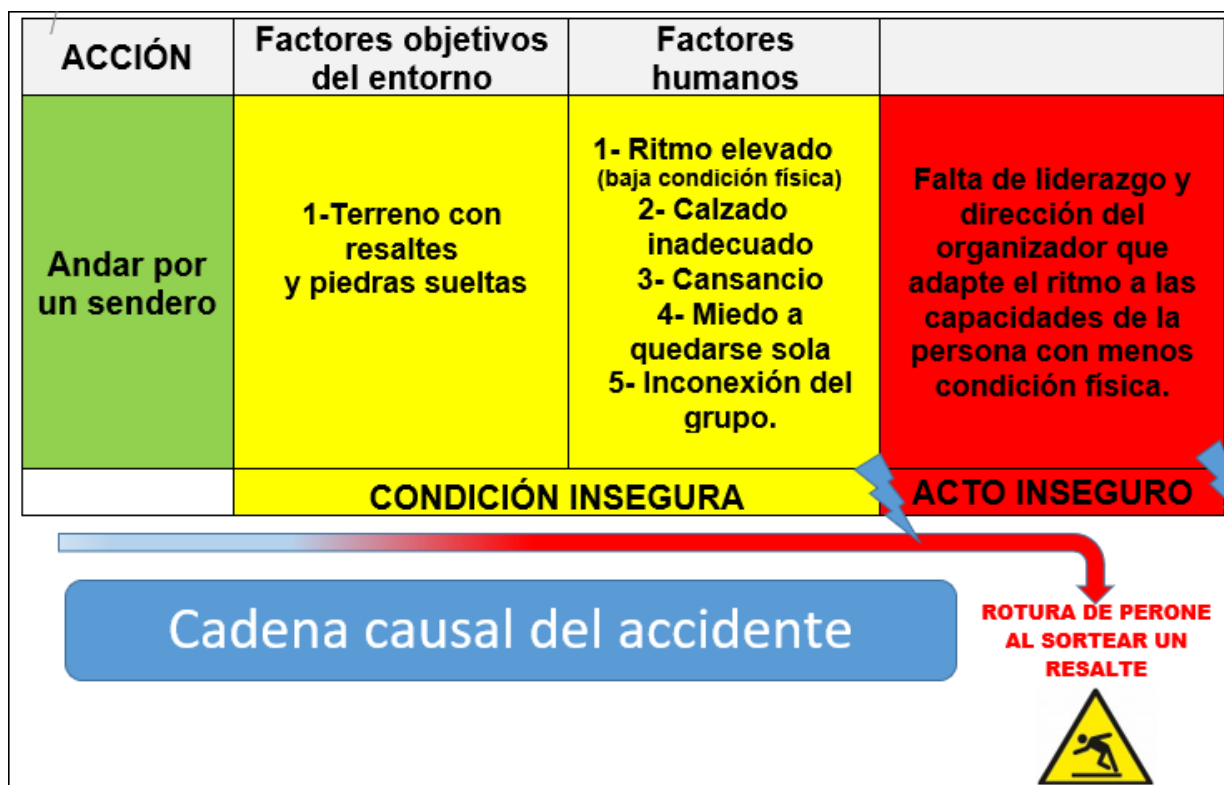 ACCIÓN
Factores objetivos
del entorno
Factores
humanos
Andar por
un sendero
1-Terreno con
resaltes
y piedras sueltas
1- Ritmo elevado
(baja condición física)
2- Calzado
inadecuado
3- Cansancio
4- Miedo a
quedarse sola
5- Inconexión del
grupo.
Falta de liderazgo y
dirección del
organizador que
adapte el ritmo a las
capacidades de la
persona con menos
condición física.
CONDICIÓN INSEGURA
ACTO INSEGURO
Cadena causal del accidente
ROTURA DE PERONE
AL SORTEAR UN
RESALTE